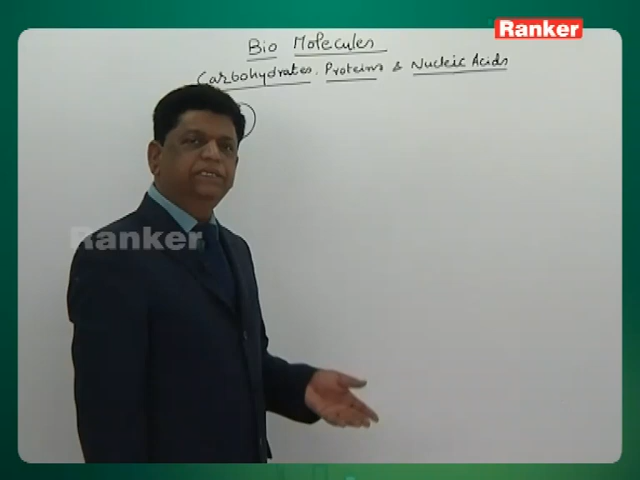 Ranker
Bio Molecules
Carbohydrates, Proteins & Nucleic Acids
Ranker